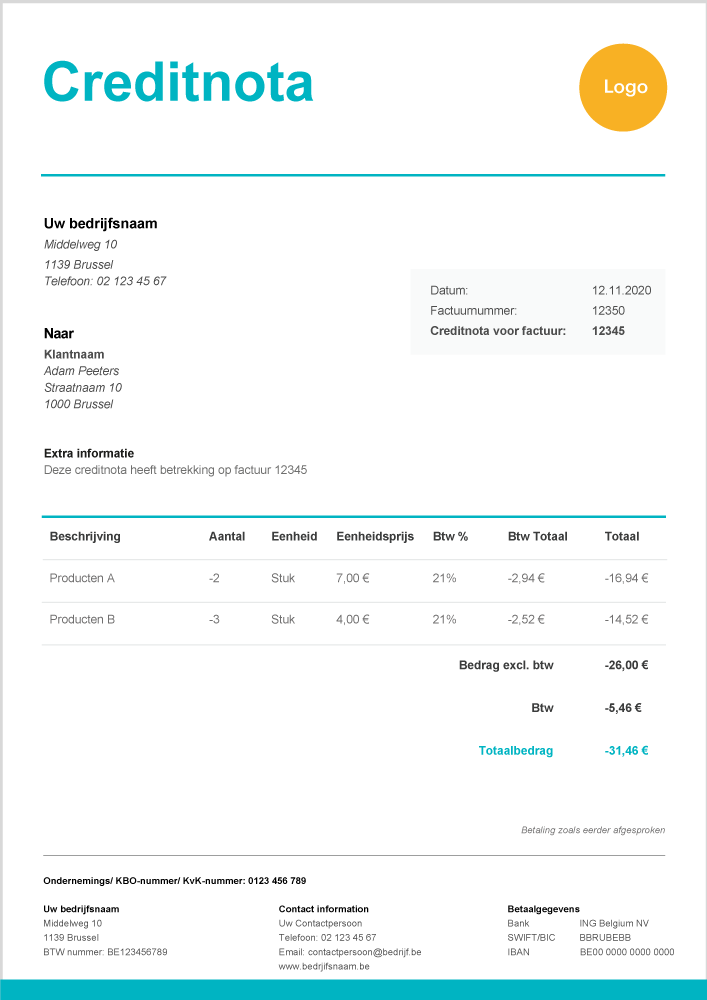 Creditnota
Logo
Uw bedrijfsnaam
Middelweg 10
1139 Brussel
Telefoon: 02 123 45 67
Datum: 12.11.2020
Factuurnummer: 12350
Creditnota voor factuur: 12345
Naar
Klantnaam
Adam Peeters
Straatnaam 10
1000 Brussel
Extra informatie
Deze creditnota heeft betrekking op factuur 12345
Beschrijving Aantal Eenheid Eenheidsprijs Btw % Btw Totaal Totaal
Producten A -2 Stuk 7,00 € 21% -2,94 € -16,94 €
Producten B -3 Stuk 4,00 € 21% -2,52 € -14,52 €
Bedrag excl. btw -26,00 €
Btw -5,46 €
Totaalbedrag -31,46 €
Betaling zoals eerder afgesproken
Ondernemings/ KBO-nummer/ KvK-nummer: 0123 456 789
Uw bedrijfsnaam Contact information Betaalgegevens
Middelweg 10 Uw Contactpersoon Bank ING Belgium NV
1139 Brussel Telefoon: 02 123 45 67 SWIFT/BIC BBRUBEBB
BTW nummer: BE123456789 Email: contactpersoon@bedrijf.be IBAN BE00 0000 0000 0000
www.bedrjifsnaam.be